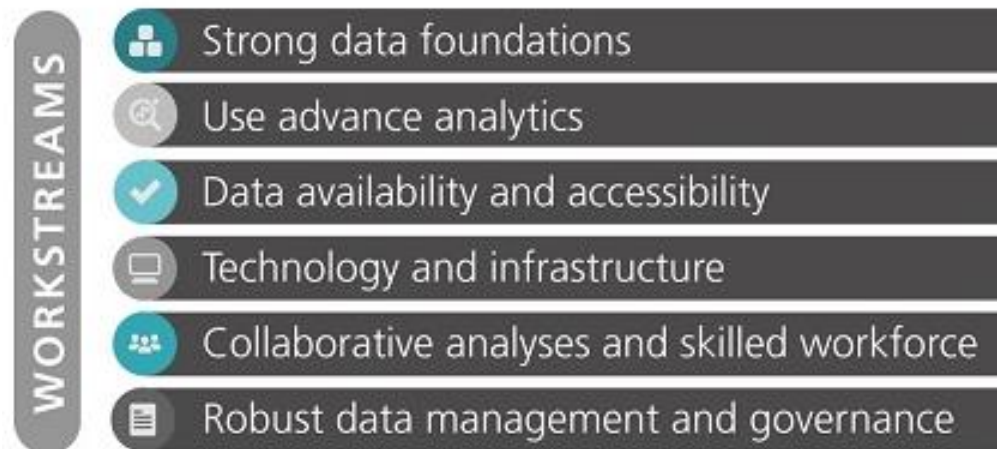 WORKSTREAMS
Strong data foundations
Use advance analytics
Data availability and accessibility
Technology and infrastructure
Collaborative analyses and skilled workforce
Robust data management and governance